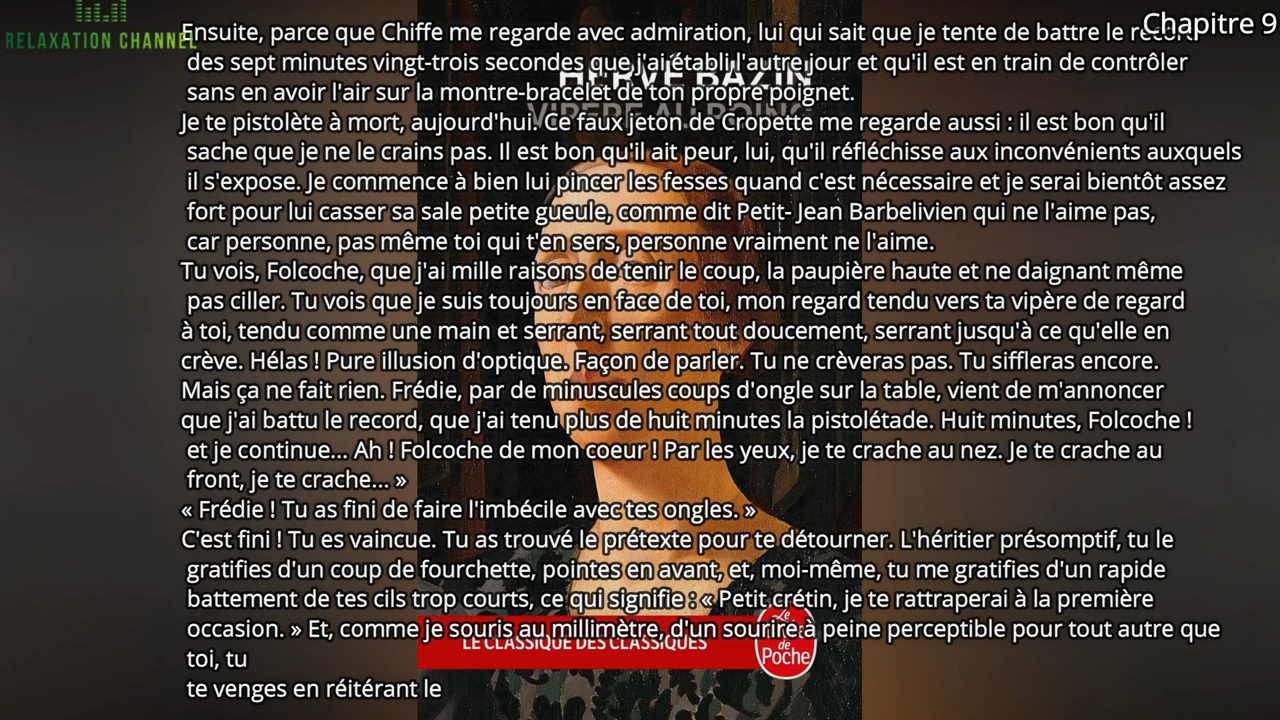 RELAXATION CHANNEL
Chapitre 9
Ensuite, parce que Chiffe me regarde avec admiration, lui qui sait que je tente de battre le record
des sept minutes vingt-trois secondes que j'ai établi l'autre jour et qu'il est en train de contrôler
sans en avoir l'air sur la montre-bracelet de ton propre poignet.
Je te pistolète à mort, aujourd'hui. Ce faux jeton de Cropette me regarde aussi : il est bon qu'il
sache que je ne le crains pas. Il est bon qu'il ait peur, lui, qu'il réfléchisse aux inconvénients auxquels
il s'expose. Je commence à bien lui pincer les fesses quand c'est nécessaire et je serai bientôt assez
fort pour lui casser sa sale petite gueule, comme dit Petit- Jean Barbelivien qui ne l'aime pas,
car personne, pas même toi qui t'en sers, personne vraiment ne l'aime.
Tu vois, Folcoche, que j'ai mille raisons de tenir le coup, la paupière haute et ne daignant même
pas ciller. Tu vois que je suis toujours en face de toi, mon regard tendu vers ta vipère de regard
à toi, tendu comme une main et serrant, serrant tout doucement, serrant jusqu'à ce qu'elle en
crève. Hélas ! Pure illusion d'optique. Façon de parler. Tu ne crèveras pas. Tu siffleras encore.
Mais ça ne fait rien. Frédie, par de minuscules coups d'ongle sur la table, vient de m'annoncer
que j'ai battu le record, que j'ai tenu plus de huit minutes la pistolétade. Huit minutes, Folcoche !
et je continue... Ah ! Folcoche de mon coeur ! Par les yeux, je te crache au nez. Je te crache au
front, je te crache... »
« Frédie ! Tu as fini de faire l'imbécile avec tes ongles. »
C'est fini ! Tu es vaincue. Tu as trouvé le prétexte pour te détourner. L'héritier présomptif, tu le
gratifies d'un coup de fourchette, pointes en avant, et, moi-même, tu me gratifies d'un rapide
battement de tes cils trop courts, ce qui signifie : « Petit crétin, je te rattraperai à la première
occasion. » Et, comme je souris au millimètre, d'un sourire à peine perceptible pour tout autre que
toi, tu
te venges en réitérant le
HERVÉ BAZIN
VIPÈRE AU POING
LE CLASSIQUE DES CLASSIQUES
Le
de
Poche